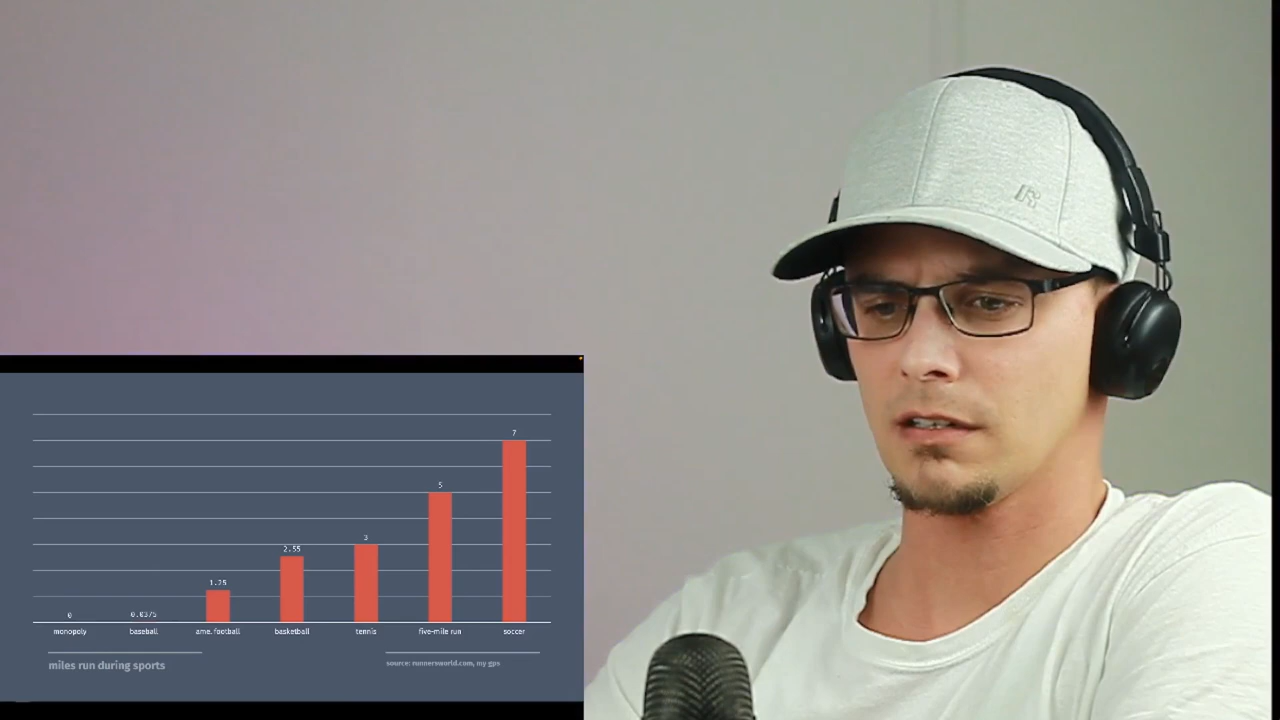 7
5
3
2.55
1.25
0.0375
0
monopoly baseball ame. football basketball tennis five-mile run soccer
miles run during sports
source: runnersworld.com, my gps
R